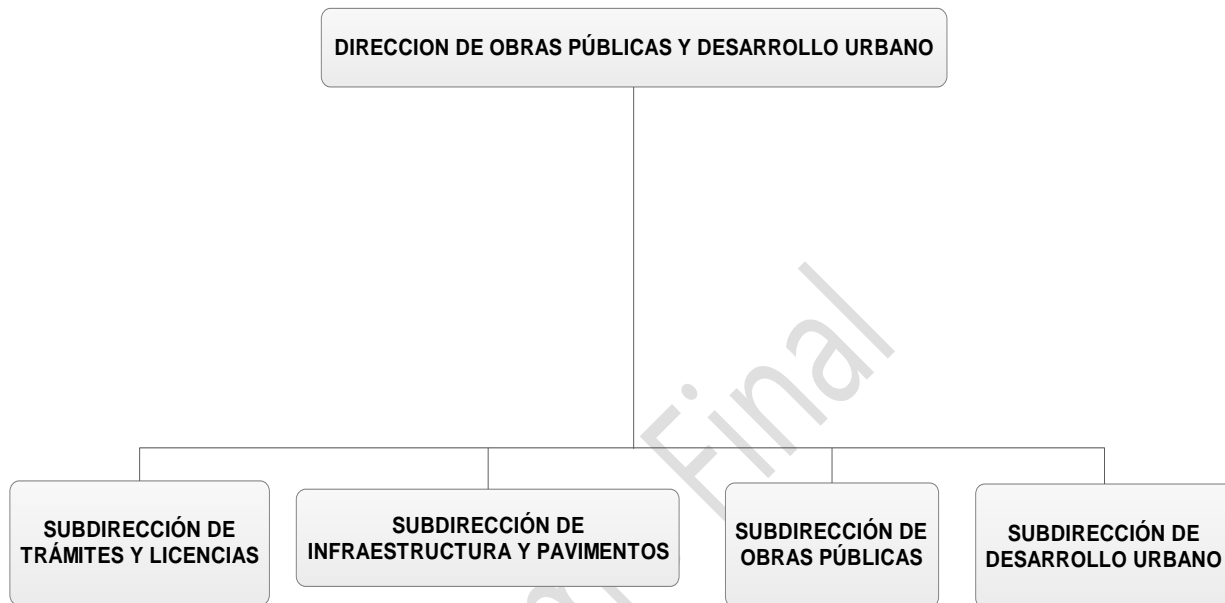 DIRECCION DE OBRAS PÚBLICAS Y DESARROLLO URBANO
Final
SUBDIRECCIÓN DE
TRÁMITES Y LICENCIAS
SUBDIRECCIÓN DE
INFRAESTRUCTURA Y PAVIMENTOS
SUBDIRECCIÓN DE
OBRAS PÚBLICAS
SUBDIRECCIÓN DE
DESARROLLO URBANO